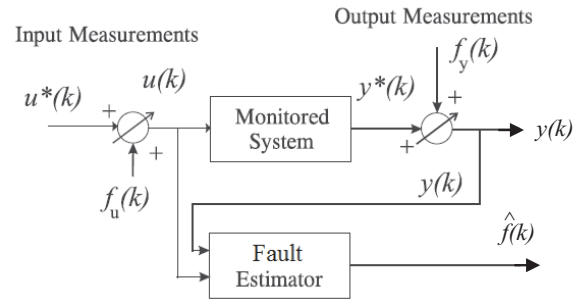 Output Measurements
Input Measurements
f_y(k)
u*(k)
u(k)
y*(k)
+
+
+
+
Monitored
System
y(k)
f_u(k)
y(k)
f̂(k)
Fault
Estimator